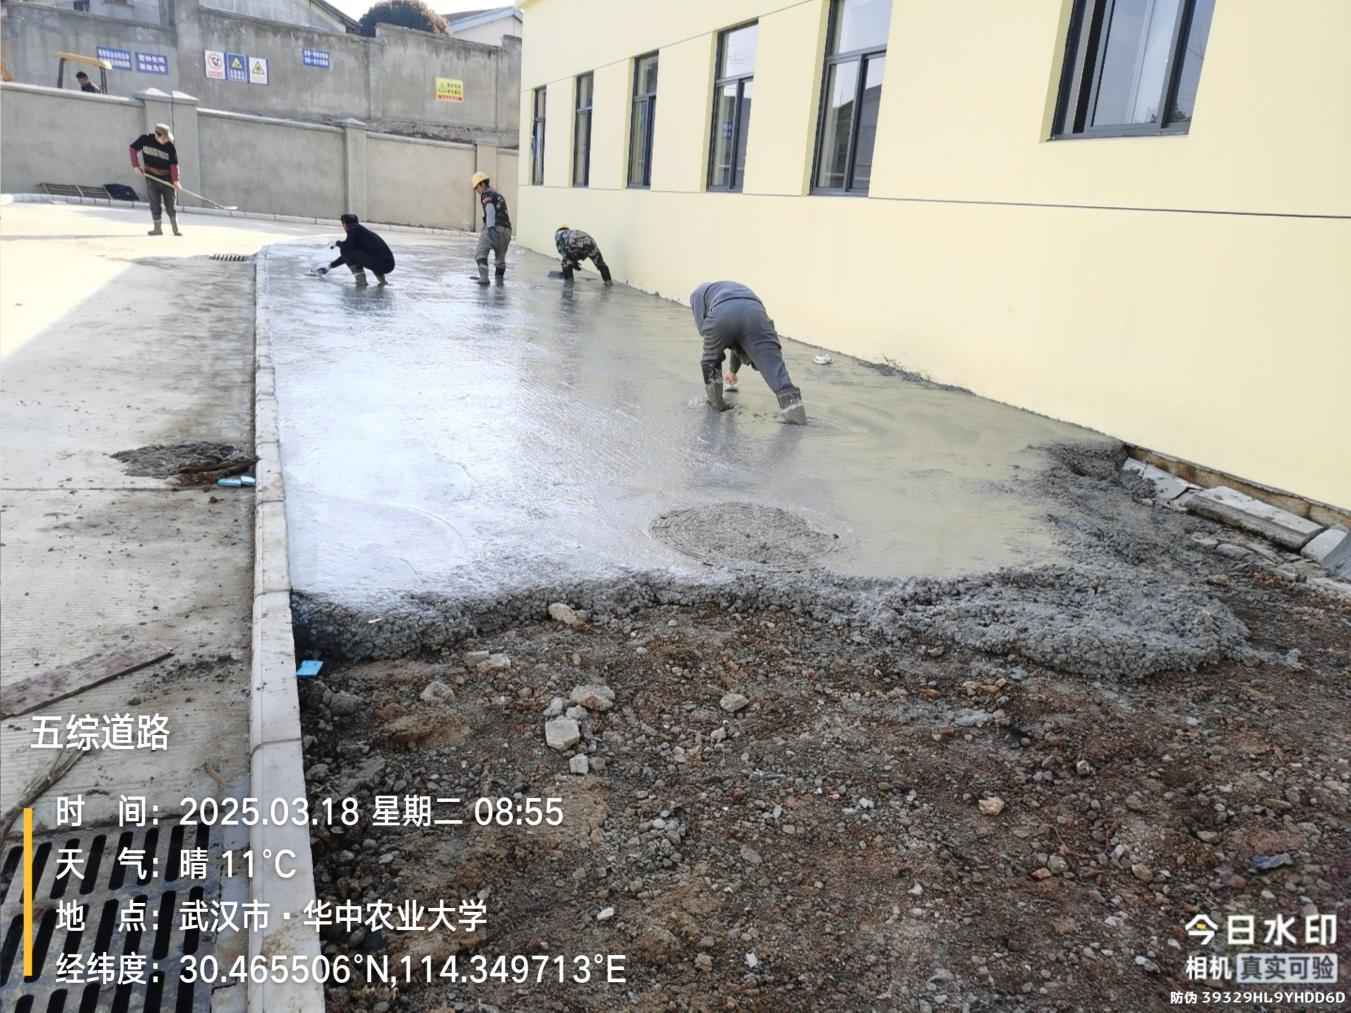 五综道路
时 间：2025.03.18 星期二 08:55
天 气：晴 11°C
地 点：武汉市·华中农业大学
经纬度：30.465506°N,114.349713°E
今日水印
相机 真实可验
防伪 39329HL9YHDD6D